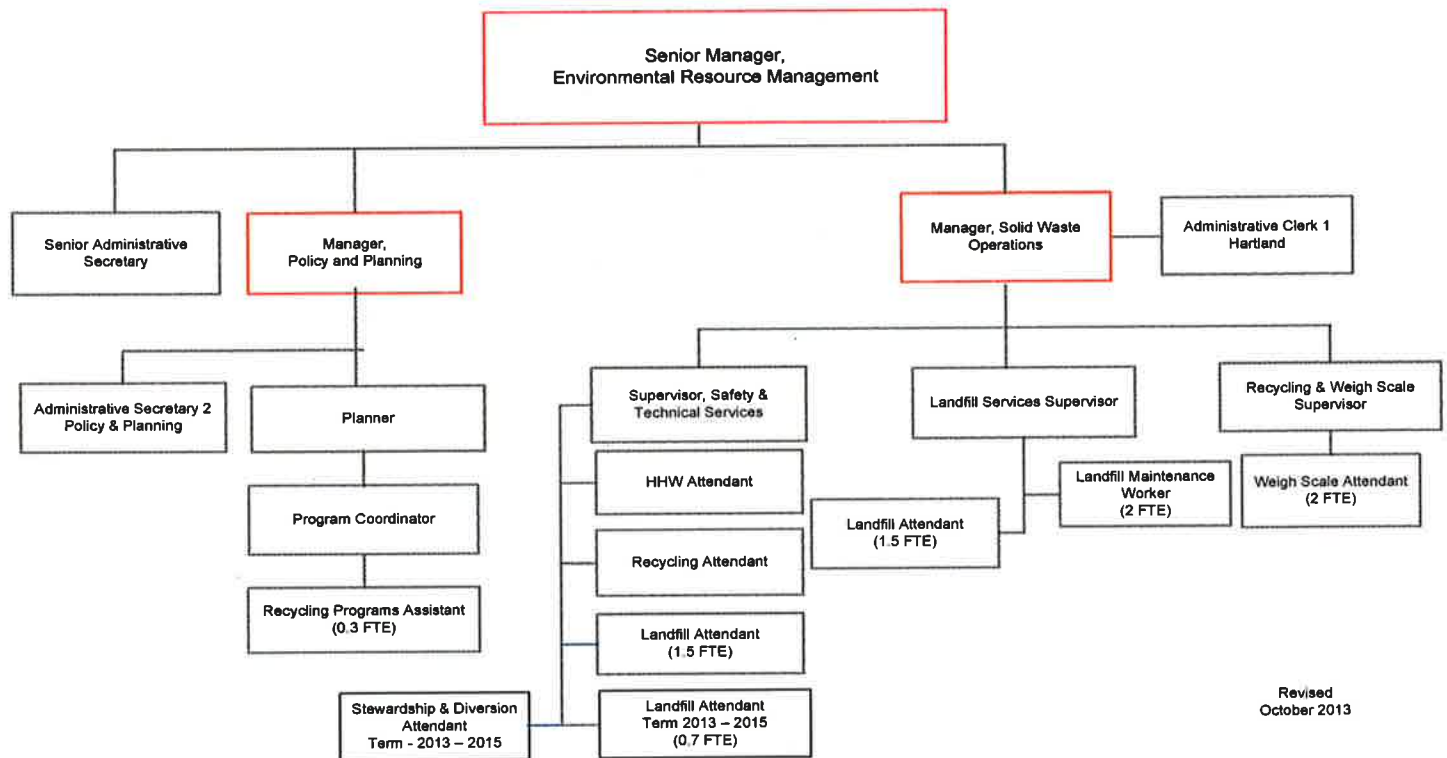 Senior Manager,
Environmental Resource Management
Senior Administrative
Secretary
Manager,
Policy and Planning
Manager, Solid Waste
Operations
Administrative Clerk 1
Hartland
Administrative Secretary 2
Policy & Planning
Planner
Supervisor, Safety &
Technical Services
Landfill Services Supervisor
Recycling & Weigh Scale
Supervisor
Program Coordinator
HHW Attendant
Landfill Attendant
(1.5 FTE)
Landfill Maintenance
Worker
(2 FTE)
Weigh Scale Attendant
(2 FTE)
Recycling Programs Assistant
(0.3 FTE)
Recycling Attendant
Landfill Attendant
(1.5 FTE)
Stewardship & Diversion
Attendant
Term - 2013 – 2015
Landfill Attendant
Term 2013 – 2015
(0.7 FTE)
Revised
October 2013